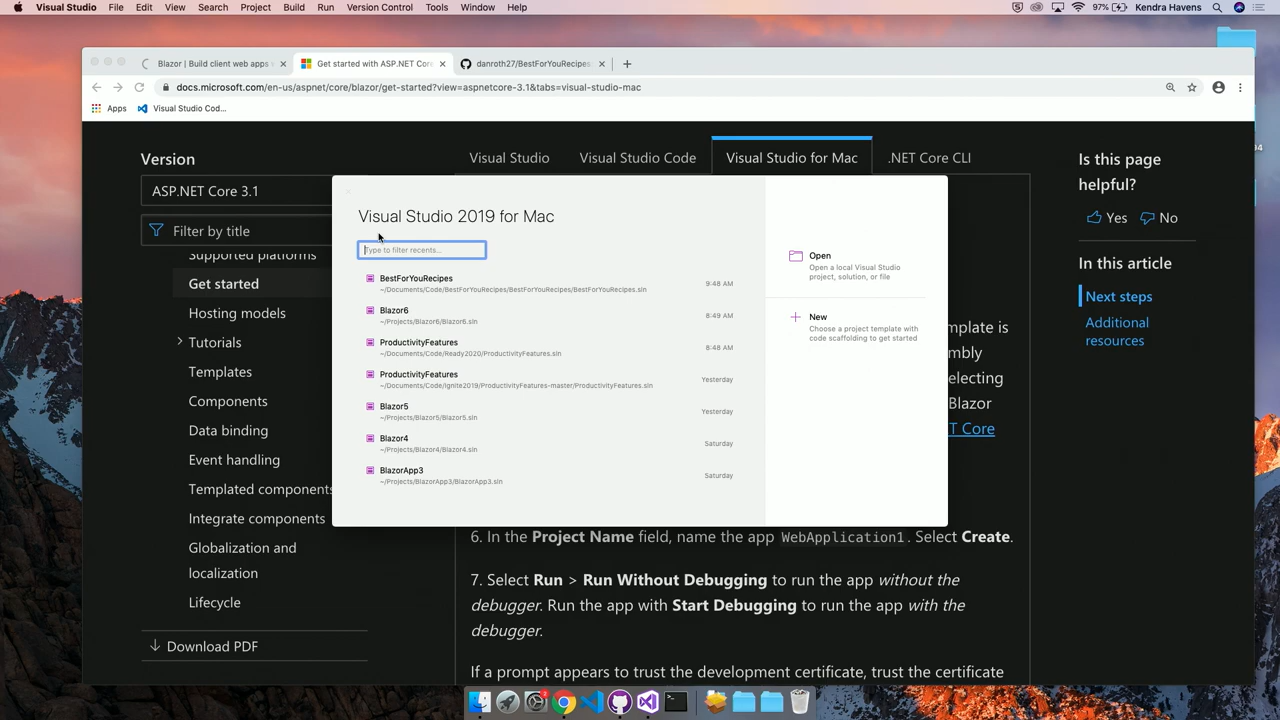 Visual Studio File Edit View Search Project Build Run Version Control Tools Window Help 97% Kendra Havens
Blazor | Build client web apps w
Get started with ASP.NET Core
danroth27/BestForYouRecipes
docs.microsoft.com/en-us/aspnet/core/blazor/get-started?view=aspnetcore-3.1&tabs=visual-studio-mac
Apps Visual Studio Cod...
Version
ASP.NET Core 3.1
Filter by title
Supported platforms
Get started
Hosting models
Tutorials
Templates
Components
Data binding
Event handling
Templated components
Integrate components
Globalization and
localization
Lifecycle
Download PDF
Visual Studio Visual Studio Code Visual Studio for Mac .NET Core CLI
Visual Studio 2019 for Mac
Type to filter recents...
BestForYouRecipes
~/Documents/Code/BestForYouRecipes/BestForYouRecipes/BestForYouRecipes.sln
9:48 AM
Blazor6
~/Projects/Blazor6/Blazor6.sln
8:49 AM
ProductivityFeatures
~/Documents/Code/Ready2020/ProductivityFeatures.sln
8:48 AM
ProductivityFeatures
~/Documents/Code/Ignite2019/ProductivityFeatures-master/ProductivityFeatures.sln
Yesterday
Blazor5
~/Projects/Blazor5/Blazor5.sln
Yesterday
Blazor4
~/Projects/Blazor4/Blazor4.sln
Saturday
BlazorApp3
~/Projects/BlazorApp3/BlazorApp3.sln
Saturday
Open
Open a local Visual Studio
project, solution, or file
New
Choose a project template with
code scaffolding to get started
mplate is
mbly
electing
Blazor
T Core
6. In the Project Name field, name the app WebApplication1. Select Create.
7. Select Run > Run Without Debugging to run the app without the
debugger. Run the app with Start Debugging to run the app with the
debugger.
If a prompt appears to trust the development certificate, trust the certificate
Is this page
helpful?
Yes No
In this article
Next steps
Additional
resources